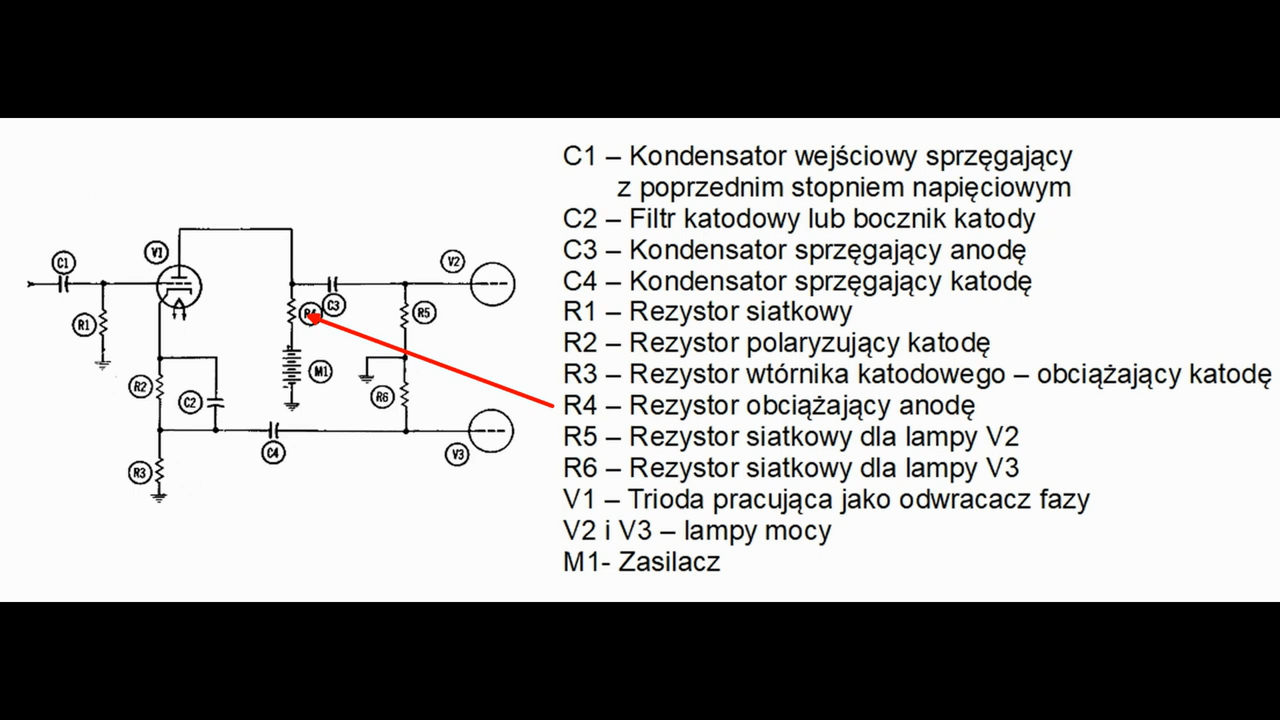 C1 – Kondensator wejściowy sprzęgający
z poprzednim stopniem napięciowym
C2 – Filtr katodowy lub bocznik katody
C3 – Kondensator sprzęgający anodę
C4 – Kondensator sprzęgający katodę
R1 – Rezystor siatkowy
R2 – Rezystor polaryzujący katodę
R3 – Rezystor wtórnika katodowego – obciążający katodę
R4 – Rezystor obciążający anodę
R5 – Rezystor siatkowy dla lampy V2
R6 – Rezystor siatkowy dla lampy V3
V1 – Trioda pracująca jako odwracacz fazy
V2 i V3 – lampy mocy
M1- Zasilacz
C1
V1
V2
R1
R4
C3
R5
R2
C2
M1
R6
R3
C4
V3